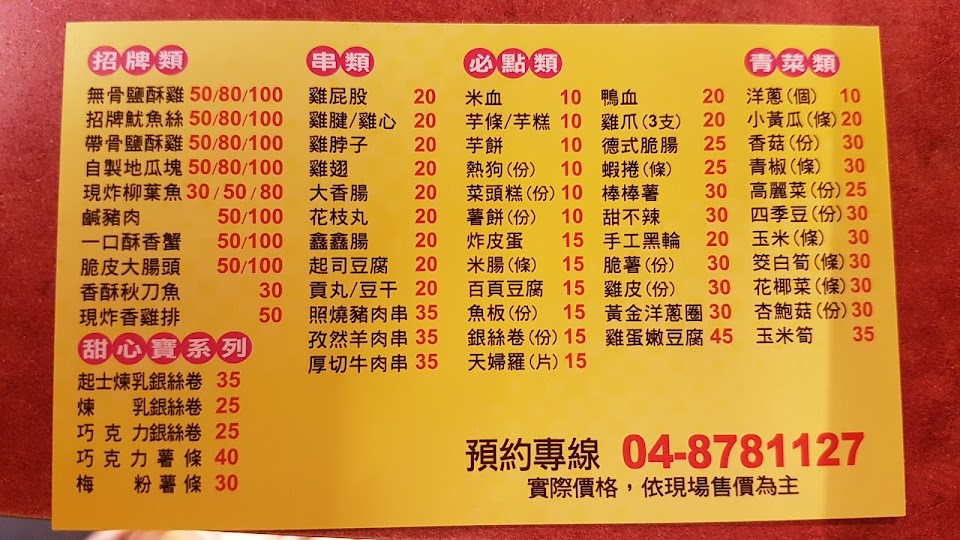 招牌類
無骨鹽酥雞 50/80/100
招牌魷魚絲 50/80/100
帶骨鹽酥雞 50/80/100
自製地瓜塊 50/80/100
現炸柳葉魚 30/50/80
鹹豬肉 50/100
一口酥香蟹 50/100
脆皮大腸頭 50/100
香酥秋刀魚 30
現炸香雞排 50
甜心寶系列
起士煉乳銀絲卷 35
煉乳銀絲卷 25
巧克力銀絲卷 25
巧克力薯條 40
梅粉薯條 30
串類
雞屁股 20
雞腱/雞心 20
雞脖子 20
雞翅 20
大香腸 20
花枝丸 20
鑫鑫腸 20
起司豆腐 20
貢丸/豆干 20
照燒豬肉串 35
孜然羊肉串 35
厚切牛肉串 35
必點類
米血 10
芋條/芋糕 10
芋餅 10
熱狗(份) 10
菜頭糕(份) 10
薯餅(份) 10
炸皮蛋 15
米腸(條) 15
百頁豆腐 15
魚板(份) 15
銀絲卷(份) 15
天婦羅(片) 15
鴨血 20
雞爪(3支) 20
德式脆腸 25
蝦捲(條) 25
棒棒薯 30
甜不辣 30
手工黑輪 20
脆薯(份) 30
雞皮(份) 30
黃金洋蔥圈 30
雞蛋嫩豆腐 45
青菜類
洋蔥(個) 10
小黃瓜(條) 20
香菇(份) 30
青椒(條) 30
高麗菜(份) 25
四季豆(份) 30
玉米(條) 30
筊白筍(條) 30
花椰菜(條) 30
杏鮑菇(份) 30
玉米筍 35
預約專線 04-8781127
實際價格，依現場售價為主